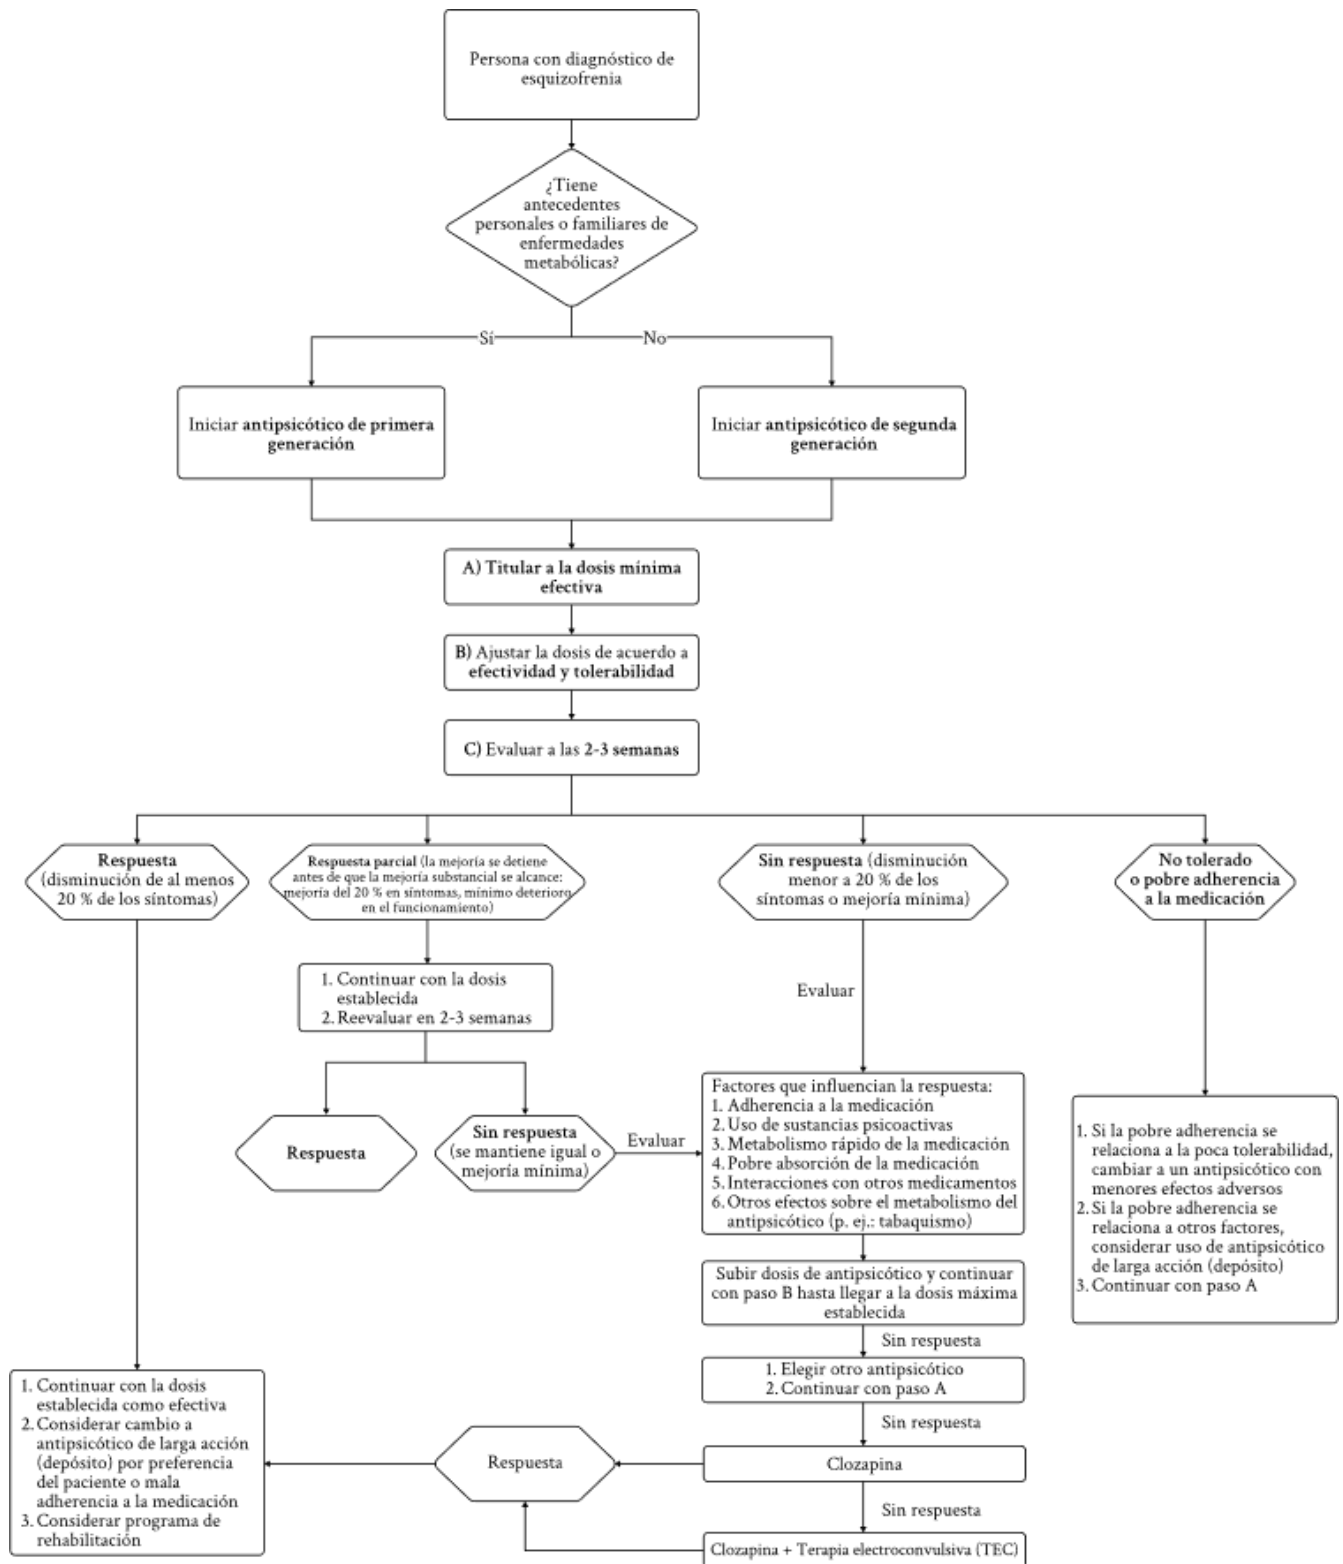 Persona con diagnóstico de
esquizofrenia
¿Tiene
antecedentes
personales o familiares de
enfermedades
metabólicas?
Sí
No
Iniciar antipsicótico de primera
generación
Iniciar antipsicótico de segunda
generación
A) Titular a la dosis mínima
efectiva
B) Ajustar la dosis de acuerdo a
efectividad y tolerabilidad
C) Evaluar a las 2-3 semanas
Respuesta
(disminución de al menos
20 % de los síntomas)
Respuesta parcial (la mejoría se detiene
antes de que la mejoría substancial se alcance:
mejoría del 20 % en síntomas, mínimo deterioro
en el funcionamiento)
Sin respuesta (disminución
menor a 20 % de los
síntomas o mejoría mínima)
No tolerado
o pobre adherencia
a la medicación
1. Continuar con la dosis
establecida
2. Reevaluar en 2-3 semanas
Evaluar
Respuesta
Sin respuesta
(se mantiene igual o
mejoría mínima)
Evaluar
Factores que influencian la respuesta:
1. Adherencia a la medicación
2. Uso de sustancias psicoactivas
3. Metabolismo rápido de la medicación
4. Pobre absorción de la medicación
5. Interacciones con otros medicamentos
6. Otros efectos sobre el metabolismo del
antipsicótico (p. ej.: tabaquismo)
1. Si la pobre adherencia se
relaciona a la poca tolerabilidad,
cambiar a un antipsicótico con
menores efectos adversos
2. Si la pobre adherencia se
relaciona a otros factores,
considerar uso de antipsicótico
de larga acción (depósito)
3. Continuar con paso A
Subir dosis de antipsicótico y continuar
con paso B hasta llegar a la dosis máxima
establecida
Sin respuesta
1. Elegir otro antipsicótico
2. Continuar con paso A
Sin respuesta
Clozapina
Respuesta
Sin respuesta
Clozapina + Terapia electroconvulsiva (TEC)
1. Continuar con la dosis
establecida como efectiva
2. Considerar cambio a
antipsicótico de larga acción
(depósito) por preferencia
del paciente o mala
adherencia a la medicación
3. Considerar programa de
rehabilitación